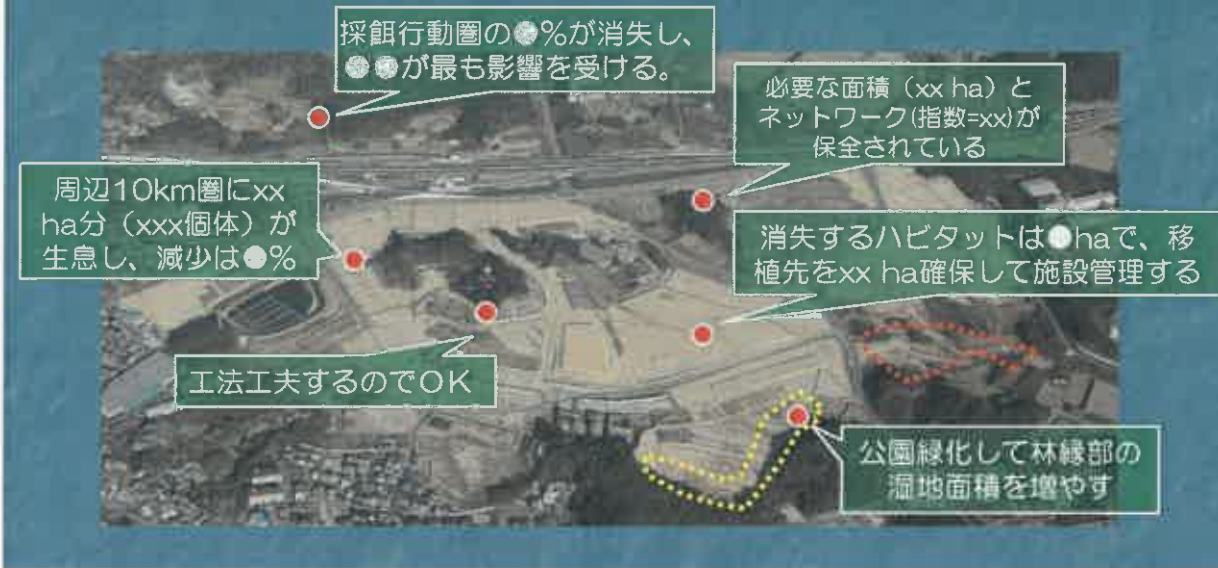 採餌行動圏の●%が消失し、
●●が最も影響を受ける。
必要な面積（xx ha）と
ネットワーク(指数=xx)が
保全されている
周辺10km圏にxx
ha分（xxx個体）が
生息し、減少は●%
消失するハビタットは●haで、移
植先をxx ha確保して施設管理する
工法工夫するのでOK
公園緑化して林縁部の
湿地面積を増やす